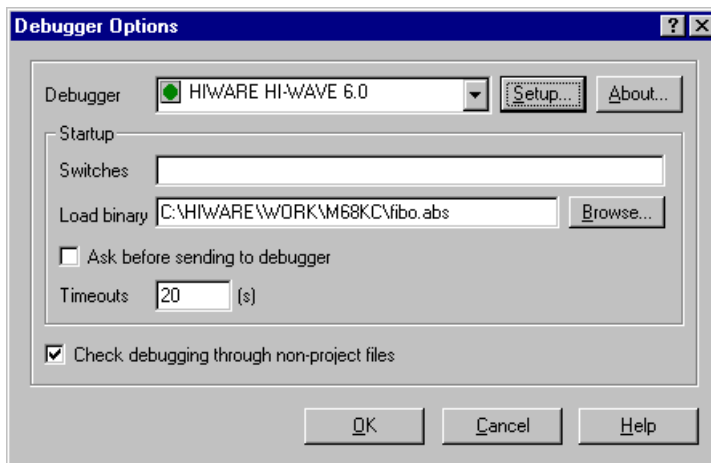 Debugger Options
Debugger HIWARE HI-WAVE 6.0 Setup... About...
Startup
Switches
Load binary C:\HIWARE\WORK\M68KC\fibo.abs Browse...
Ask before sending to debugger
Timeouts 20 (s)
Check debugging through non-project files
OK Cancel Help